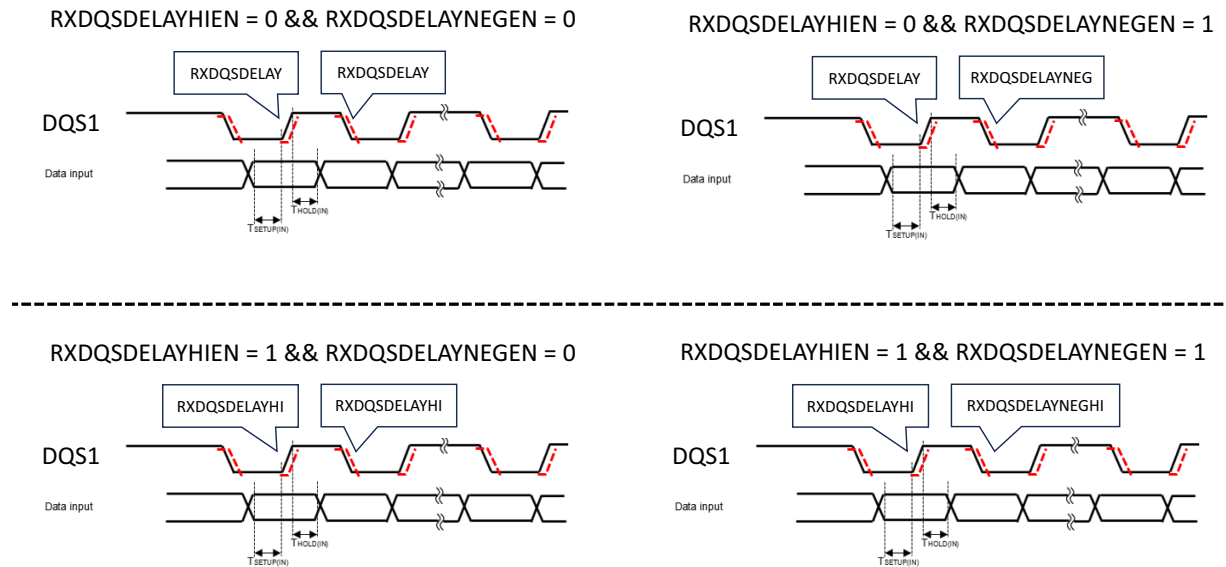 RXDQSDELAYHIEN = 0 && RXDQSDELAYNEGEN = 0
RXDQSDELAY
RXDQSDELAY
DQS1
Data input
THOLD(IN)
TSETUP(IN)
RXDQSDELAYHIEN = 0 && RXDQSDELAYNEGEN = 1
RXDQSDELAY
RXDQSDELAYNEG
DQS1
Data input
THOLD(IN)
TSETUP(IN)
RXDQSDELAYHIEN = 1 && RXDQSDELAYNEGEN = 0
RXDQSDELAYHI
RXDQSDELAYHI
DQS1
Data input
THOLD(IN)
TSETUP(IN)
RXDQSDELAYHIEN = 1 && RXDQSDELAYNEGEN = 1
RXDQSDELAYHI
RXDQSDELAYNEGHI
DQS1
Data input
THOLD(IN)
TSETUP(IN)